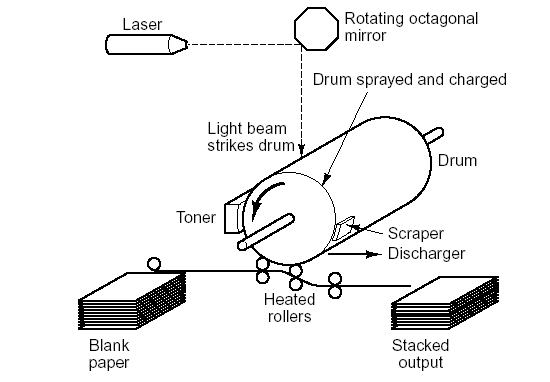 Laser
Rotating octagonal
mirror
Drum sprayed and charged
Light beam
strikes drum
Drum
Toner
Scraper
Discharger
Heated
rollers
Blank
paper
Stacked
output